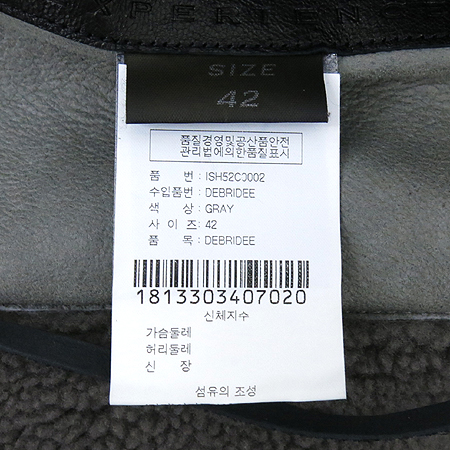 XPERIENCE
SIZE
42
품질경영및공산품안전
관리법에의한품질표시
품 번 : ISH52C0002
수입품번: DEBRIDEE
색 상 : GRAY
사 이 즈: 42
품 목 : DEBRIDEE
1813303407020
신체지수
가슴둘레
허리둘레
신 장
섬유의 조성